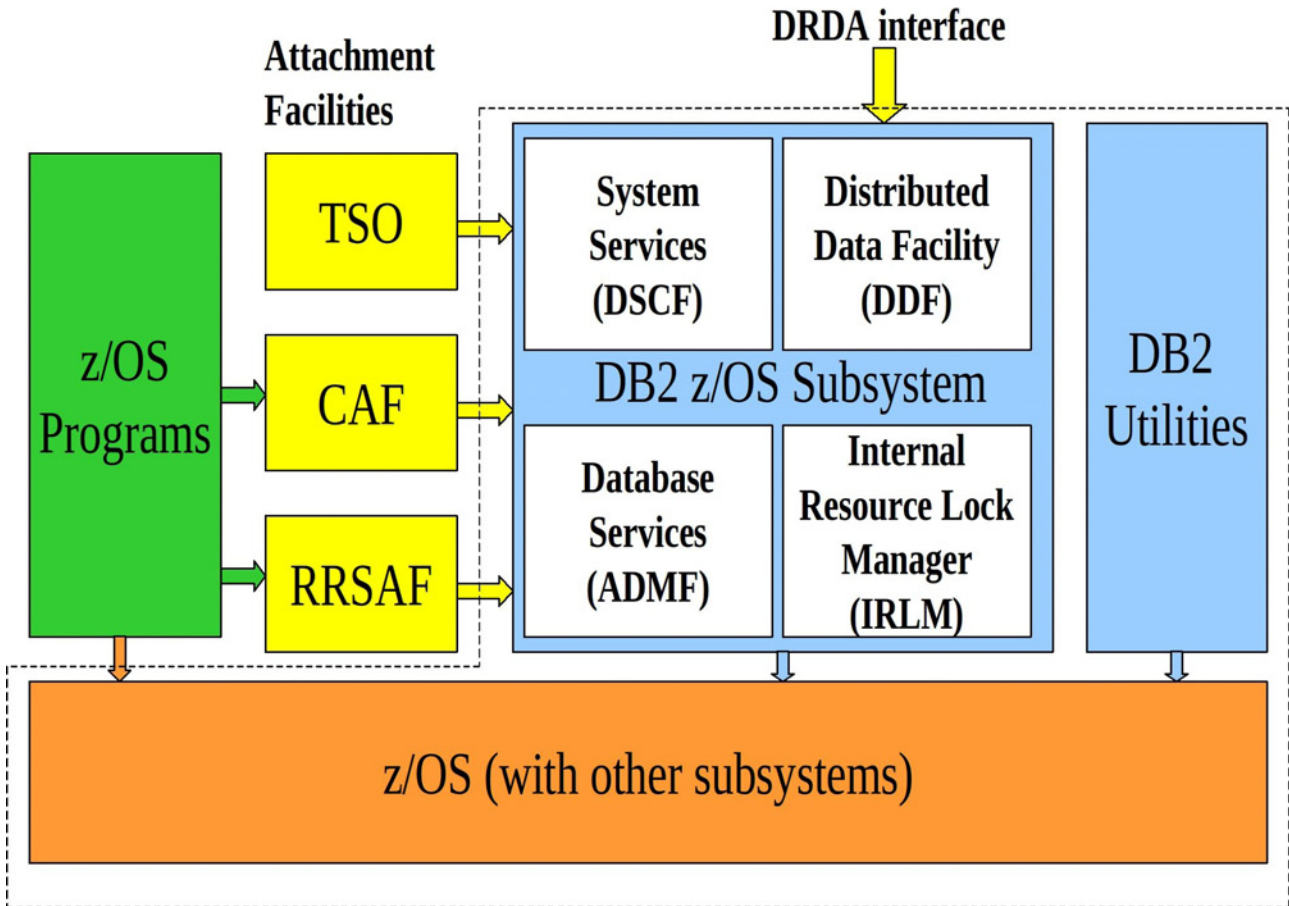 DRDA interface
Attachment
Facilities
z/OS
Programs
TSO
CAF
RRSAF
System
Services
(DSCF)
Distributed
Data Facility
(DDF)
DB2 z/OS Subsystem
Database
Services
(ADMF)
Internal
Resource Lock
Manager
(IRLM)
DB2
Utilities
z/OS (with other subsystems)